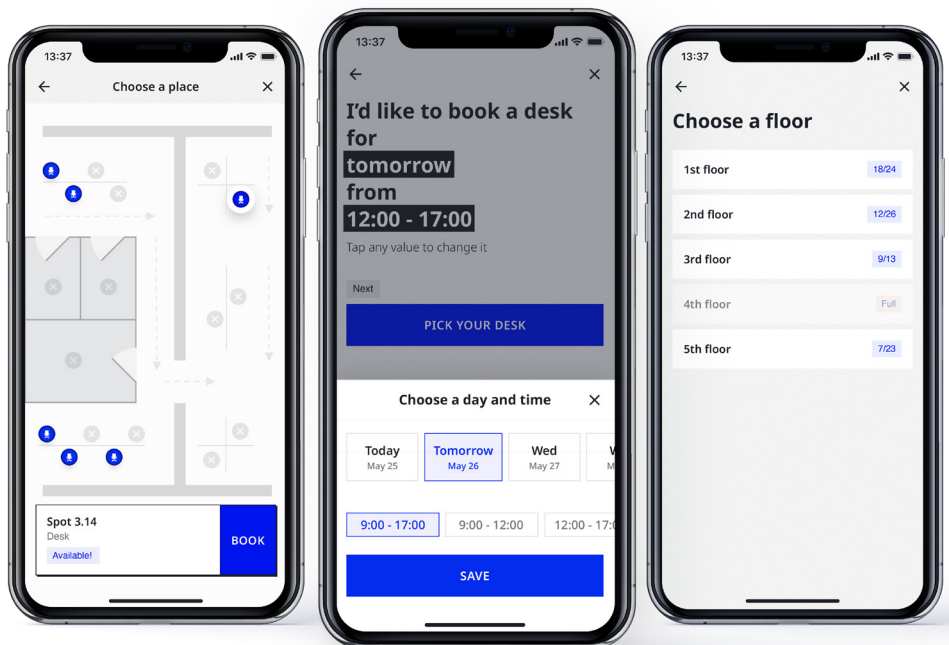 13:37
Choose a place
Spot 3.14
Desk
Available!
BOOK
13:37
I'd like to book a desk
for
tomorrow
from
12:00 - 17:00
Tap any value to change it
Next
PICK YOUR DESK
Choose a day and time
Today
May 25
Tomorrow
May 26
Wed
May 27
9:00 - 17:00
9:00 - 12:00
12:00 - 17:0
SAVE
13:37
Choose a floor
1st floor
18/24
2nd floor
12/26
3rd floor
9/13
4th floor
Full
5th floor
7/23